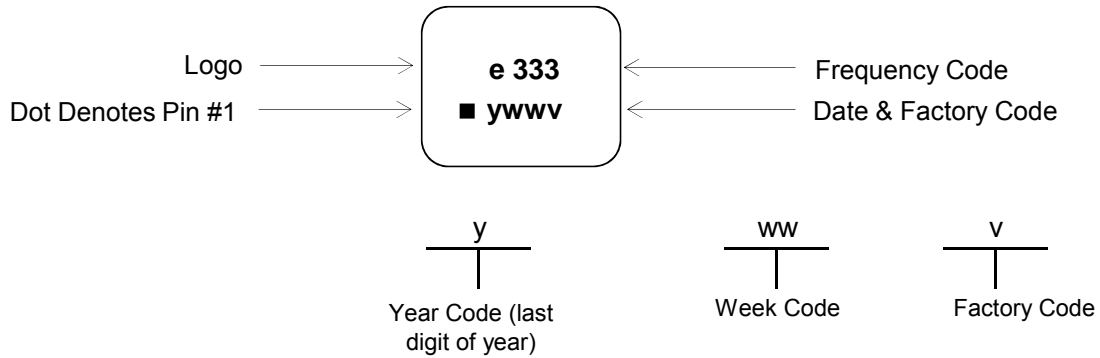 Logo
e 333
Frequency Code
Dot Denotes Pin #1
■ ywwv
Date & Factory Code
y
ww
v
Year Code (last
digit of year)
Week Code
Factory Code